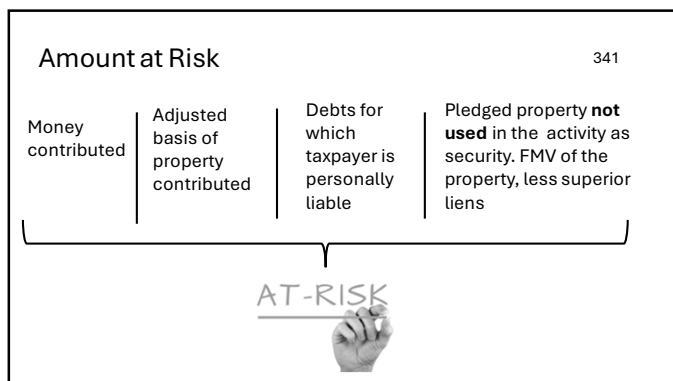 Amount at Risk
341
Money
contributed
Adjusted
basis of
property
contributed
Debts for
which
taxpayer is
personally
liable
Pledged property not
used in the activity as
security. FMV of the
property, less superior
liens
AT-RISK